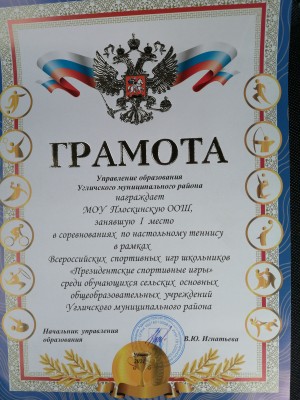 ГРАМОТА
Управление образования
Угличского муниципального района
награждает
МОУ Плоскинскую ООШ,
занявшую I место
в соревнованиях по настольному теннису
в рамках
Всероссийских спортивных игр школьников
«Президентские спортивные игры»
среди обучающихся сельских основных
общеобразовательных учреждений
Угличского муниципального района
Начальник управления
образования
В.Ю. Игнатьева